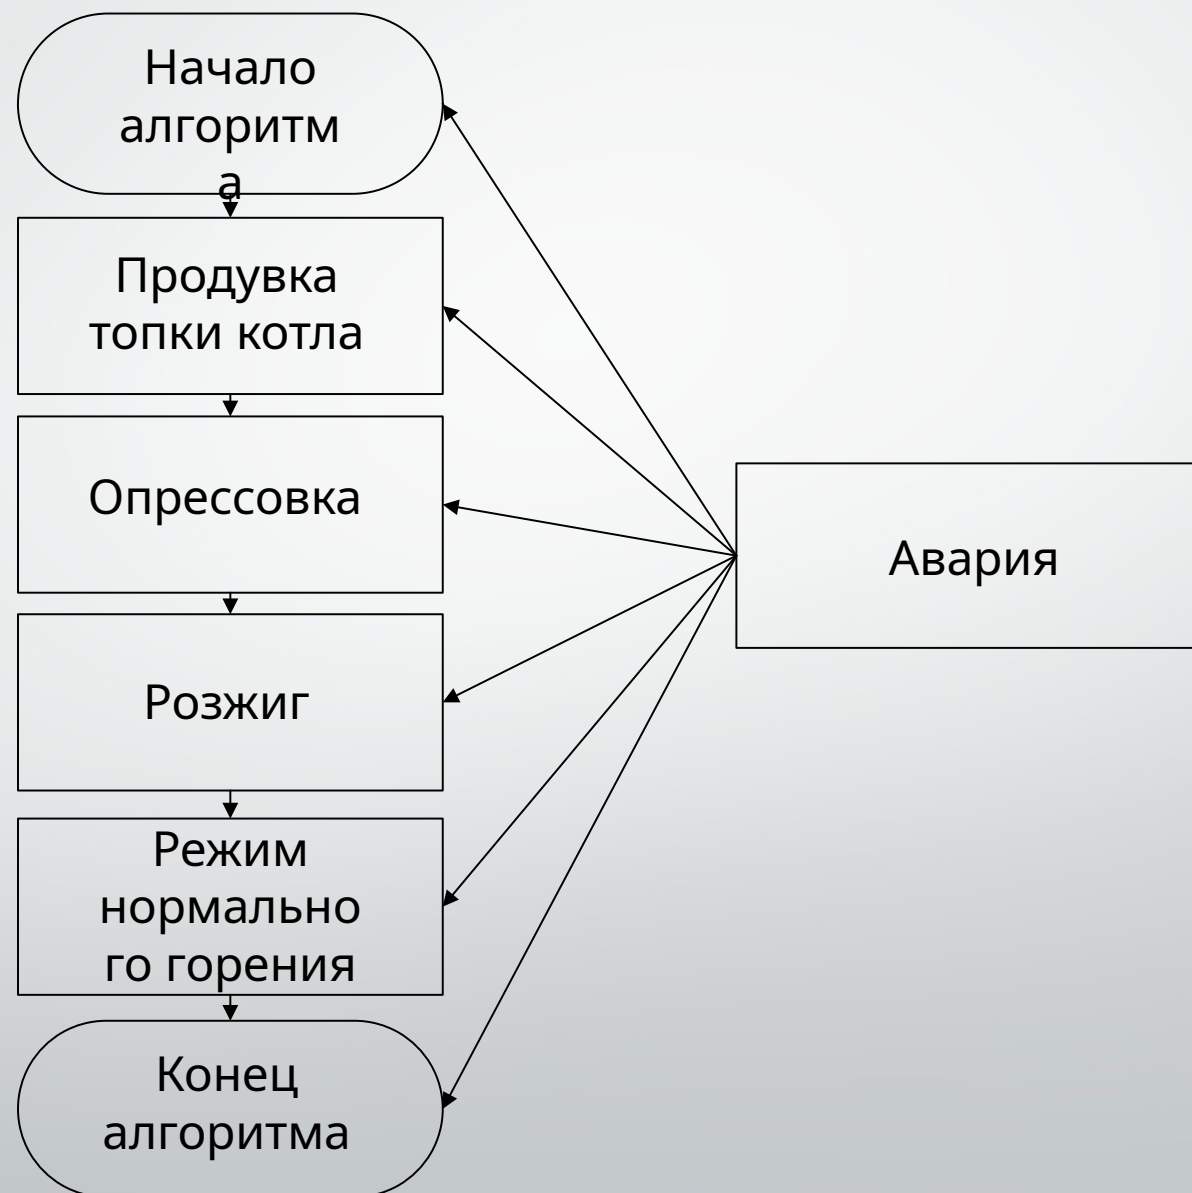 Начало
алгоритм
а
Продувка
топки котла
Опрессовка
Авария
Розжиг
Режим
нормально
го горения
Конец
алгоритма